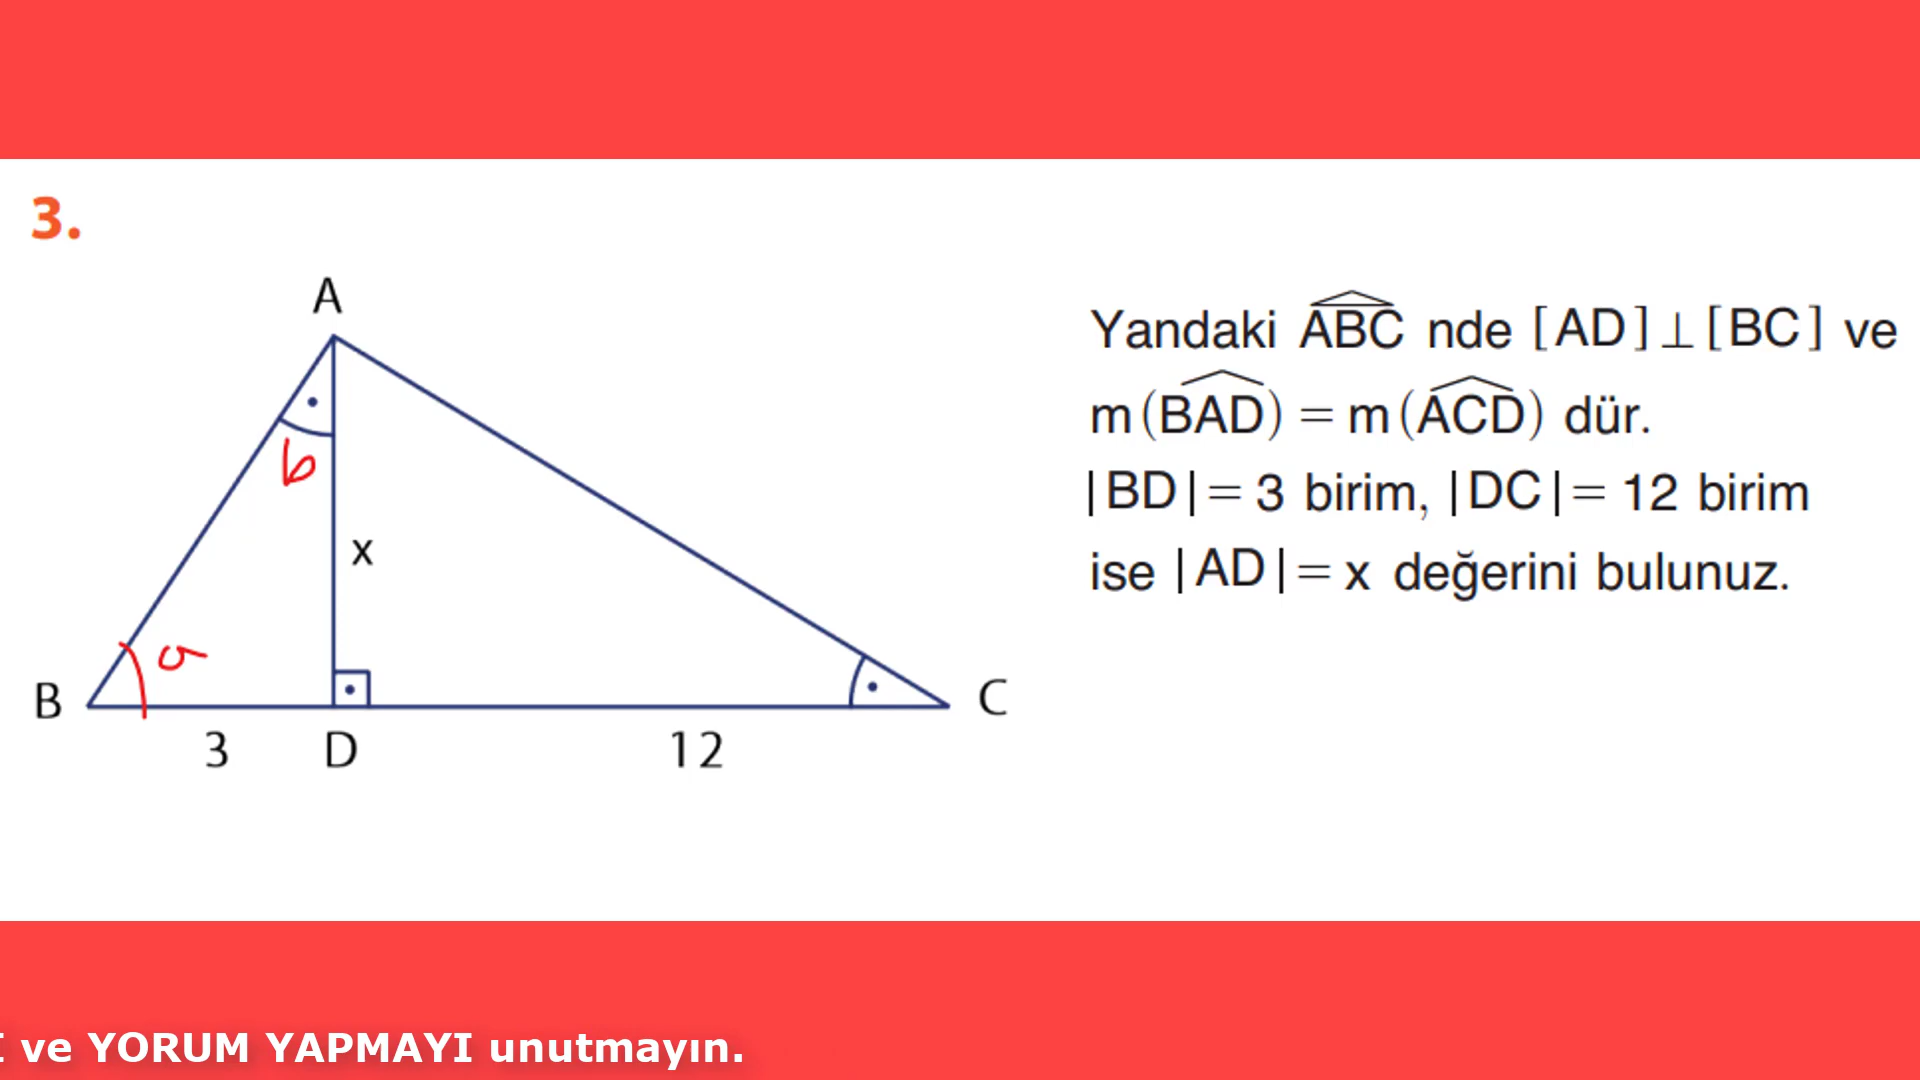 3.
A
b
x
a
B
3 D 12
C
Yandaki ABC nde [AD]⊥[BC] ve
m(BAD) = m(ACD) dür.
|BD| = 3 birim, |DC| = 12 birim
ise |AD| = x değerini bulunuz.
ve YORUM YAPMAYI unutmayın.